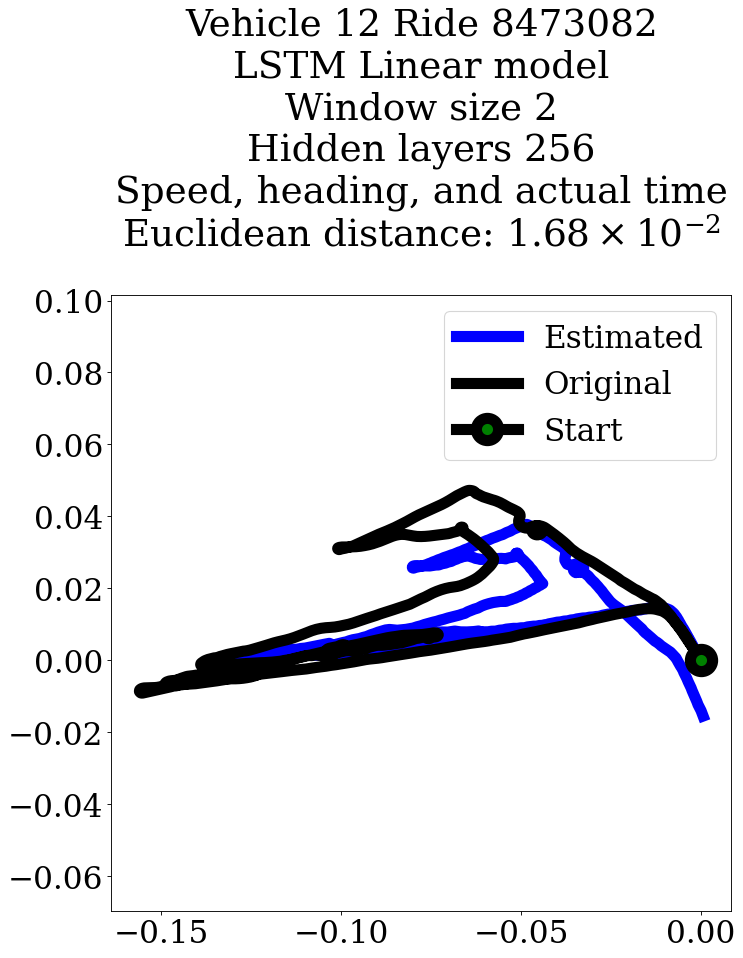 Vehicle 12 Ride 8473082
LSTM Linear model
Window size 2
Hidden layers 256
Speed, heading, and actual time
Euclidean distance: 1.68 × 10⁻²
Estimated
Original
Start
0.10
0.08
0.06
0.04
0.02
0.00
−0.02
−0.04
−0.06
−0.15 −0.10 −0.05 0.00